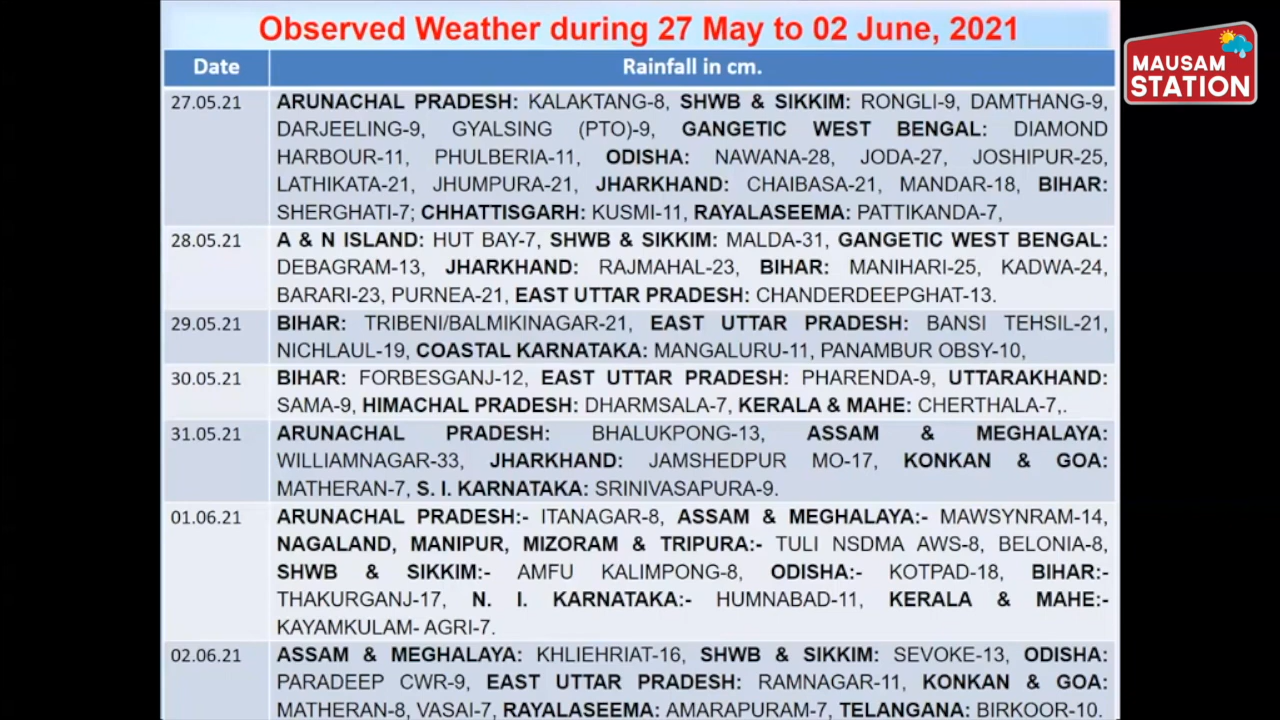 Observed Weather during 27 May to 02 June, 2021
MAUSAM
STATION
Date
Rainfall in cm.
27.05.21
ARUNACHAL PRADESH: KALAKTANG-8, SHWB & SIKKIM: RONGLI-9, DAMTHANG-9,
DARJEELING-9, GYALSING (PTO)-9, GANGETIC WEST BENGAL: DIAMOND
HARBOUR-11, PHULBERIA-11, ODISHA: NAWANA-28, JODA-27, JOSHIPUR-25,
LATHIKATA-21, JHUMPURA-21, JHARKHAND: CHAIBASA-21, MANDAR-18, BIHAR:
SHERGHATI-7; CHHATTISGARH: KUSMI-11, RAYALASEEMA: PATTIKANDA-7,
28.05.21
A & N ISLAND: HUT BAY-7, SHWB & SIKKIM: MALDA-31, GANGETIC WEST BENGAL:
DEBAGRAM-13, JHARKHAND: RAJMAHAL-23, BIHAR: MANIHARI-25, KADWA-24,
BARARI-23, PURNEA-21, EAST UTTAR PRADESH: CHANDERDEEPGHAT-13.
29.05.21
BIHAR: TRIBENI/BALMIKINAGAR-21, EAST UTTAR PRADESH: BANSI TEHSIL-21,
NICHLAUL-19, COASTAL KARNATAKA: MANGALURU-11, PANAMBUR OBSY-10,
30.05.21
BIHAR: FORBESGANJ-12, EAST UTTAR PRADESH: PHARENDA-9, UTTARAKHAND:
SAMA-9, HIMACHAL PRADESH: DHARMSALA-7, KERALA & MAHE: CHERTHALA-7,.
31.05.21
ARUNACHAL PRADESH: BHALUKPONG-13, ASSAM & MEGHALAYA:
WILLIAMNAGAR-33, JHARKHAND: JAMSHEDPUR MO-17, KONKAN & GOA:
MATHERAN-7, S. I. KARNATAKA: SRINIVASAPURA-9.
01.06.21
ARUNACHAL PRADESH:- ITANAGAR-8, ASSAM & MEGHALAYA:- MAWSYNRAM-14,
NAGALAND, MANIPUR, MIZORAM & TRIPURA:- TULI NSDMA AWS-8, BELONIA-8,
SHWB & SIKKIM:- AMFU KALIMPONG-8, ODISHA:- KOTPAD-18, BIHAR:-
THAKURGANJ-17, N. I. KARNATAKA:- HUMNABAD-11, KERALA & MAHE:-
KAYAMKULAM- AGRI-7.
02.06.21
ASSAM & MEGHALAYA: KHLIEHRIAT-16, SHWB & SIKKIM: SEVOKE-13, ODISHA:
PARADEEP CWR-9, EAST UTTAR PRADESH: RAMNAGAR-11, KONKAN & GOA:
MATHERAN-8, VASAI-7, RAYALASEEMA: AMARAPURAM-7, TELANGANA: BIRKOOR-10.